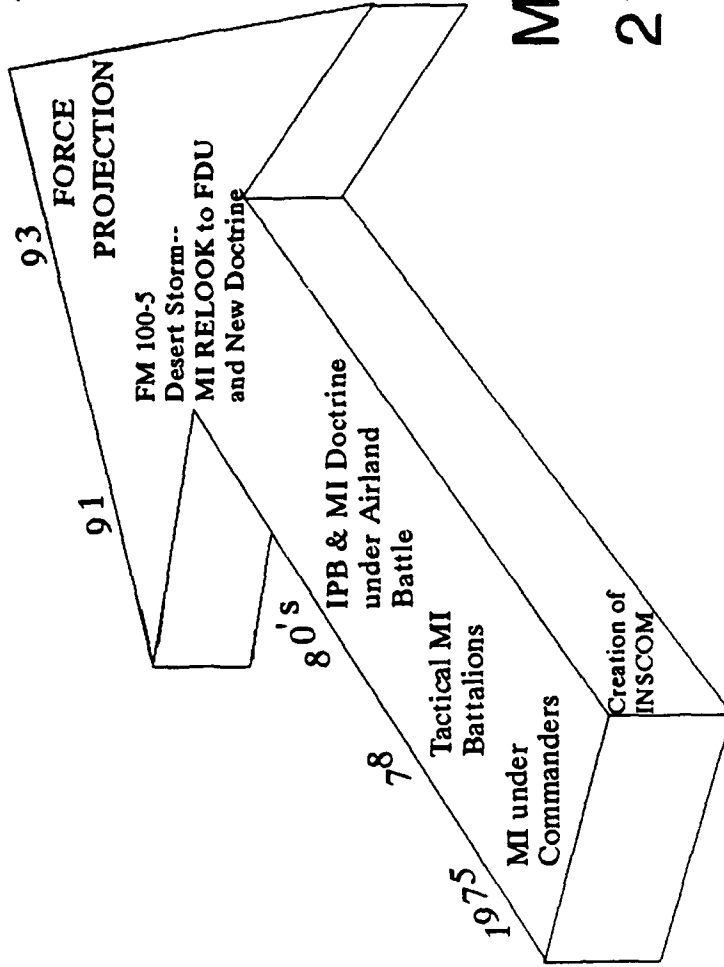 93
FORCE
PROJECTION
91
FM 100-5
Desert Storm--
MI RELOOK to FDU
and New Doctrine
80's
IPB & MI Doctrine
under Airland
Battle
78
Tactical MI
Battalions
1975
MI under
Commanders
Creation of
INSCOM
M
2